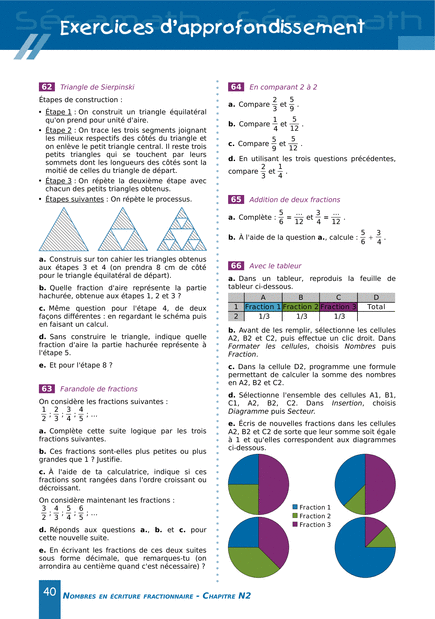 Exercices d'approfondissement
62 Triangle de Sierpinski
Étapes de construction :
• Étape 1 : On construit un triangle équilatéral
qu'on prend pour unité d'aire.
• Étape 2 : On trace les trois segments joignant
les milieux respectifs des côtés du triangle et
on enlève le petit triangle central. Il reste trois
petits triangles qui se touchent par leurs
sommets dont les longueurs des côtés sont la
moitié de celles du triangle de départ.
• Étape 3 : On répète la deuxième étape avec
chacun des petits triangles obtenus.
• Étapes suivantes : On répète le processus.
a. Construis sur ton cahier les triangles obtenus
aux étapes 3 et 4 (on prendra 8 cm de côté
pour le triangle équilatéral de départ).
b. Quelle fraction d'aire représente la partie
hachurée, obtenue aux étapes 1, 2 et 3 ?
c. Même question pour l'étape 4, de deux
façons différentes : en regardant le schéma puis
en faisant un calcul.
d. Sans construire le triangle, indique quelle
fraction d'aire la partie hachurée représente à
l'étape 5.
e. Et pour l'étape 8 ?
63 Farandole de fractions
On considère les fractions suivantes :
1/2 ; 2/3 ; 3/4 ; 4/5 ; ...
a. Complète cette suite logique par les trois
fractions suivantes.
b. Ces fractions sont-elles plus petites ou plus
grandes que 1 ? Justifie.
c. À l'aide de ta calculatrice, indique si ces
fractions sont rangées dans l'ordre croissant ou
décroissant.
On considère maintenant les fractions :
3/2 ; 4/3 ; 5/4 ; 6/5 ; ...
d. Réponds aux questions a., b. et c. pour
cette nouvelle suite.
e. En écrivant les fractions de ces deux suites
sous forme décimale, que remarques-tu (on
arrondira au centième quand c'est nécessaire) ?
64 En comparant 2 à 2
a. Compare 2/3 et 5/9 .
b. Compare 1/4 et 5/12 .
c. Compare 5/9 et 5/12 .
d. En utilisant les trois questions précédentes,
compare 2/3 et 1/4 .
65 Addition de deux fractions
a. Complète : 5/6 = .../12 et 3/4 = .../12 .
b. À l'aide de la question a., calcule : 5/6 + 3/4 .
66 Avec le tableur
a. Dans un tableur, reproduis la feuille de
tableur ci-dessous.
A B C D
1 Fraction 1 Fraction 2 Fraction 3 Total
2 1/3 1/3 1/3
b. Avant de les remplir, sélectionne les cellules
A2, B2 et C2, puis effectue un clic droit. Dans
Formater les cellules, choisis Nombres puis
Fraction.
c. Dans la cellule D2, programme une formule
permettant de calculer la somme des nombres
en A2, B2 et C2.
d. Sélectionne l'ensemble des cellules A1, B1,
C1, A2, B2, C2. Dans Insertion, choisis
Diagramme puis Secteur.
e. Écris de nouvelles fractions dans les cellules
A2, B2 et C2 de sorte que leur somme soit égale
à 1 et qu'elles correspondent aux diagrammes
ci-dessous.
Fraction 1
Fraction 2
Fraction 3
40 NOMBRES EN ÉCRITURE FRACTIONNAIRE - CHAPITRE N2